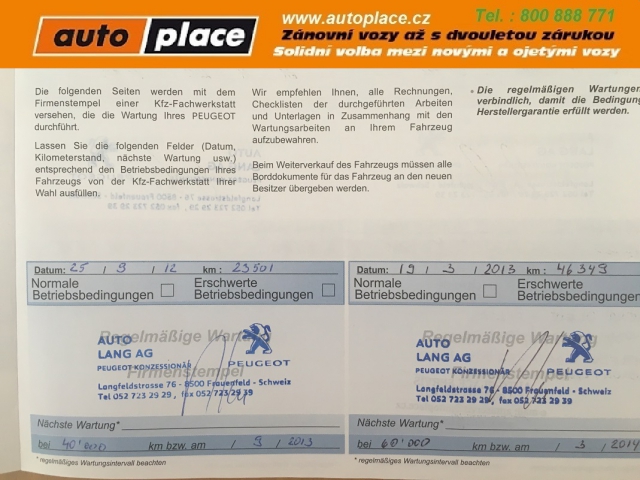 auto place
www.autoplace.cz
Tel. : 800 888 771
Zánovní vozy až s dvouletou zárukou
Solidní volba mezi novými a ojetými vozy
Die folgenden Seiten werden mit dem
Firmenstempel einer Kfz-Fachwerkstatt
versehen, die die Wartung Ihres PEUGEOT
durchführt.
Lassen Sie die folgenden Felder (Datum,
Kilometerstand, nächste Wartung usw.)
entsprechend den Betriebsbedingungen Ihres
Fahrzeugs von der Kfz-Fachwerkstatt Ihrer
Wahl ausfüllen.
Wir empfehlen Ihnen, alle Rechnungen,
Checklisten der durchgeführten Arbeiten
und Unterlagen in Zusammenhang mit den
Wartungsarbeiten an Ihrem Fahrzeug
aufzubewahren.
Beim Weiterverkauf des Fahrzeugs müssen alle
Borddokumente für das Fahrzeug an den neuen
Besitzer übergeben werden.
• Die regelmäßigen Wartungen
verbindlich, damit die Bedingung
Herstellergarantie erfüllt werden.
Datum: 25 / 9 / 12 km : 23501
Normale Betriebsbedingungen
Erschwerte Betriebsbedingungen
Regelmäßige Wartung
AUTO
LANG AG
PEUGEOT-KONZESSIONÄR
PEUGEOT
Firmenstempel
Langfeldstrasse 76 - 8500 Frauenfeld - Schweiz
Tel 052 723 29 29, fax 052 723 29 39
Nächste Wartung*
bei 40'000 km bzw. am / 9 / 2013
* regelmäßiges Wartungsintervall beachten
Datum: 19 / 3 / 2013 km : 46349
Normale Betriebsbedingungen
Erschwerte Betriebsbedingungen
Regelmäßige Wartung
AUTO
LANG AG
PEUGEOT-KONZESSIONÄR
PEUGEOT
Firmenstempel
Langfeldstrasse 76 - 8500 Frauenfeld - Schweiz
Tel 052 723 29 29, fax 052 723 29 39
Nächste Wartung*
bei 60'000 km bzw. am / 3 / 2014
* regelmäßiges Wartungsintervall beachten